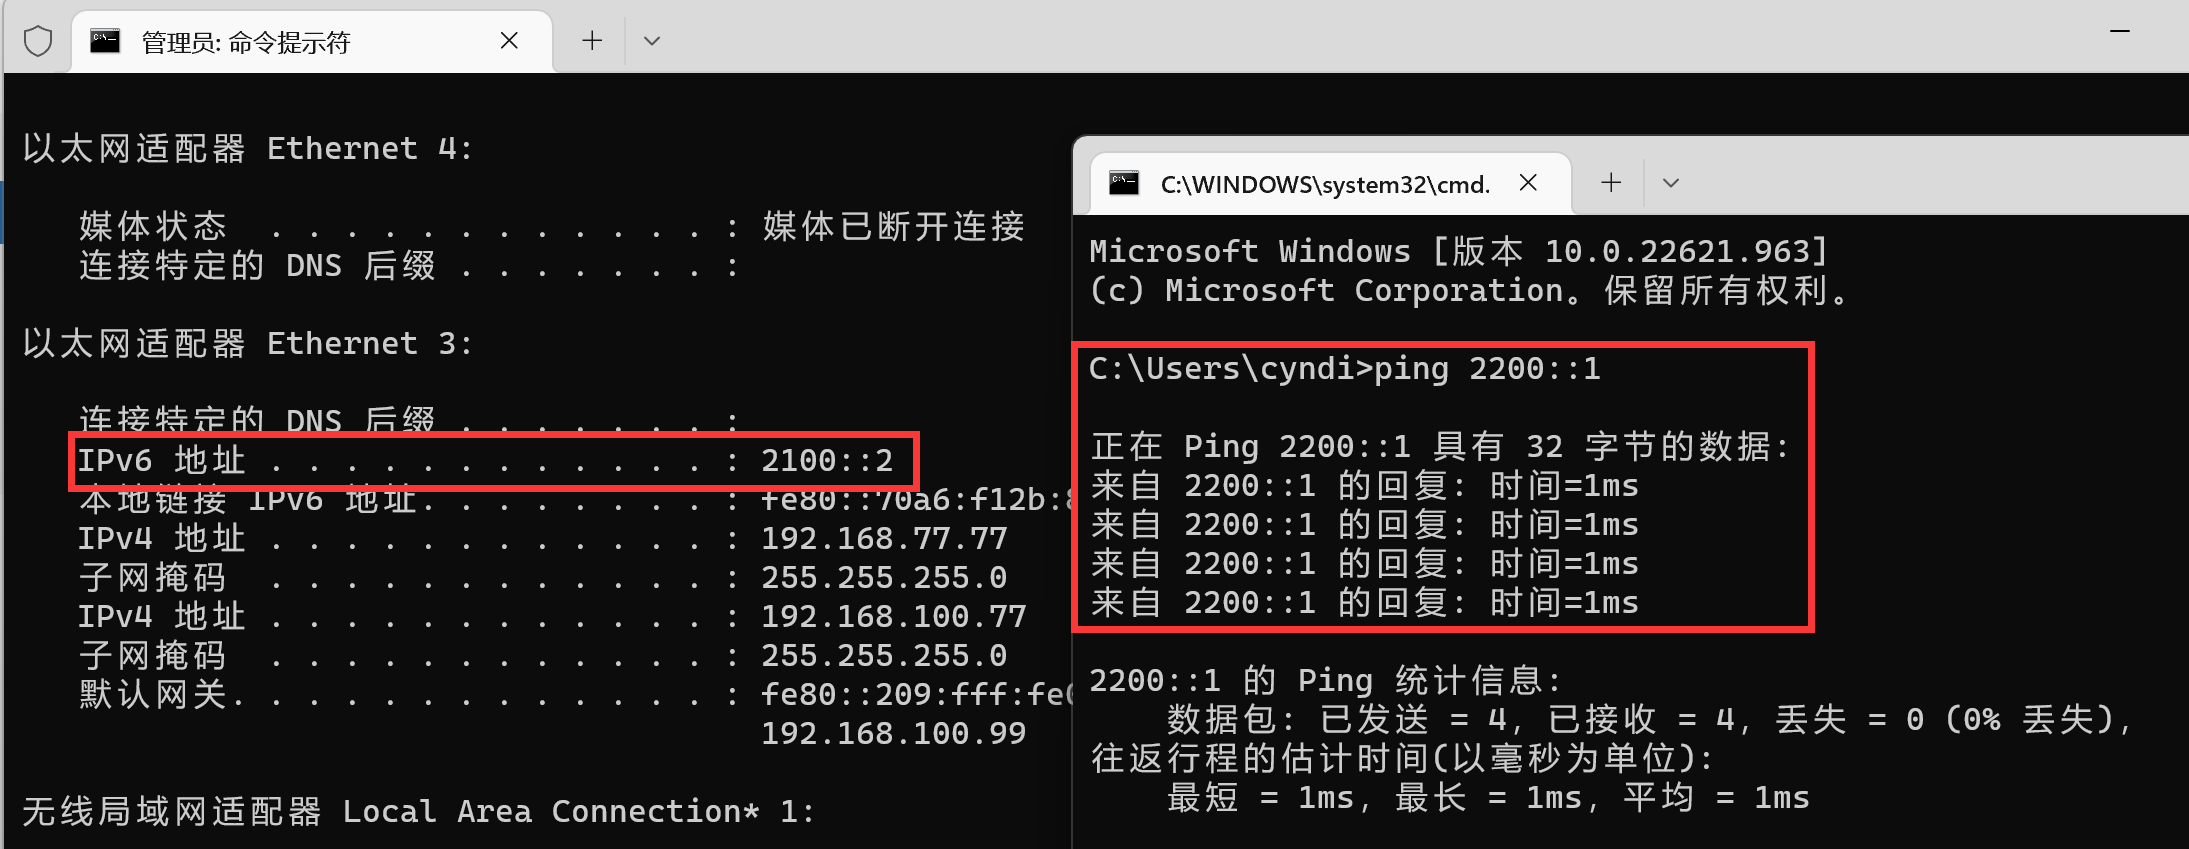 管理员: 命令提示符
以太网适配器 Ethernet 4:
媒体状态  . . . . . . . . . . . . : 媒体已断开连接
连接特定的 DNS 后缀 . . . . . . . :
以太网适配器 Ethernet 3:
连接特定的 DNS 后缀 . . . . . . . :
IPv6 地址 . . . . . . . . . . . . : 2100::2
本地链接 IPv6 地址. . . . . . . . : fe80::70a6:f12b:
IPv4 地址 . . . . . . . . . . . . : 192.168.77.77
子网掩码  . . . . . . . . . . . . : 255.255.255.0
IPv4 地址 . . . . . . . . . . . . : 192.168.100.77
子网掩码  . . . . . . . . . . . . : 255.255.255.0
默认网关. . . . . . . . . . . . . : fe80::209:fff:fe
192.168.100.99
无线局域网适配器 Local Area Connection* 1:
C:\WINDOWS\system32\cmd.
Microsoft Windows [版本 10.0.22621.963]
(c) Microsoft Corporation。保留所有权利。
C:\Users\cyndi>ping 2200::1
正在 Ping 2200::1 具有 32 字节的数据:
来自 2200::1 的回复: 时间=1ms
来自 2200::1 的回复: 时间=1ms
来自 2200::1 的回复: 时间=1ms
来自 2200::1 的回复: 时间=1ms
2200::1 的 Ping 统计信息:
数据包: 已发送 = 4, 已接收 = 4, 丢失 = 0 (0% 丢失),
往返行程的估计时间(以毫秒为单位):
最短 = 1ms, 最长 = 1ms, 平均 = 1ms